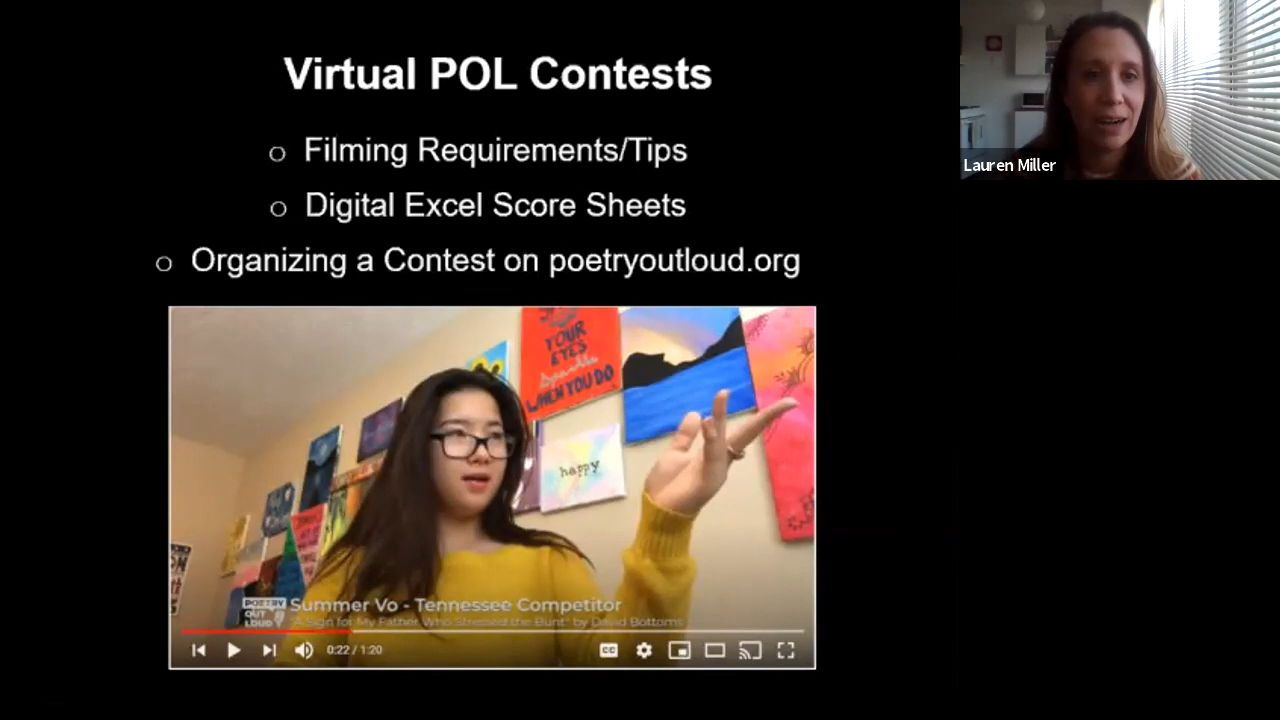 Virtual POL Contests
o Filming Requirements/Tips
o Digital Excel Score Sheets
o Organizing a Contest on poetryoutloud.org
Lauren Miller
YOUR
EYES
Sparkle
WHEN YOU DO
happy
POETRY
OUT
LOUD
Summer Vo - Tennessee Competitor
"A Sign for My Father Who Stressed the Bunt" by David Bottoms
0:22 / 1:20
CC